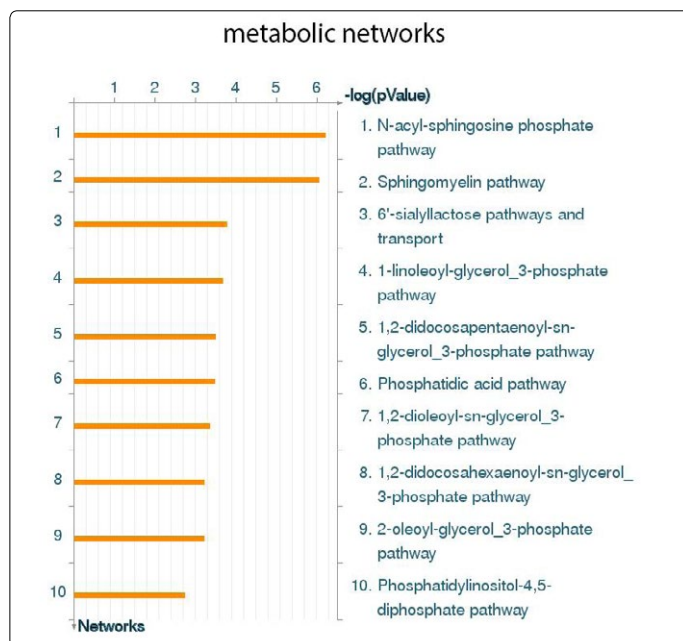 metabolic networks
1 2 3 4 5 6 -log(pValue)
1
2
3
4
5
6
7
8
9
10
Networks
1. N-acyl-sphingosine phosphate
pathway
2. Sphingomyelin pathway
3. 6'-sialyllactose pathways and
transport
4. 1-linoleoyl-glycerol_3-phosphate
pathway
5. 1,2-didocosapentaenoyl-sn-
glycerol_3-phosphate pathway
6. Phosphatidic acid pathway
7. 1,2-dioleoyl-sn-glycerol_3-
phosphate pathway
8. 1,2-didocosahexaenoyl-sn-glycerol_
3-phosphate pathway
9. 2-oleoyl-glycerol_3-phosphate
pathway
10. Phosphatidylinositol-4,5-
diphosphate pathway